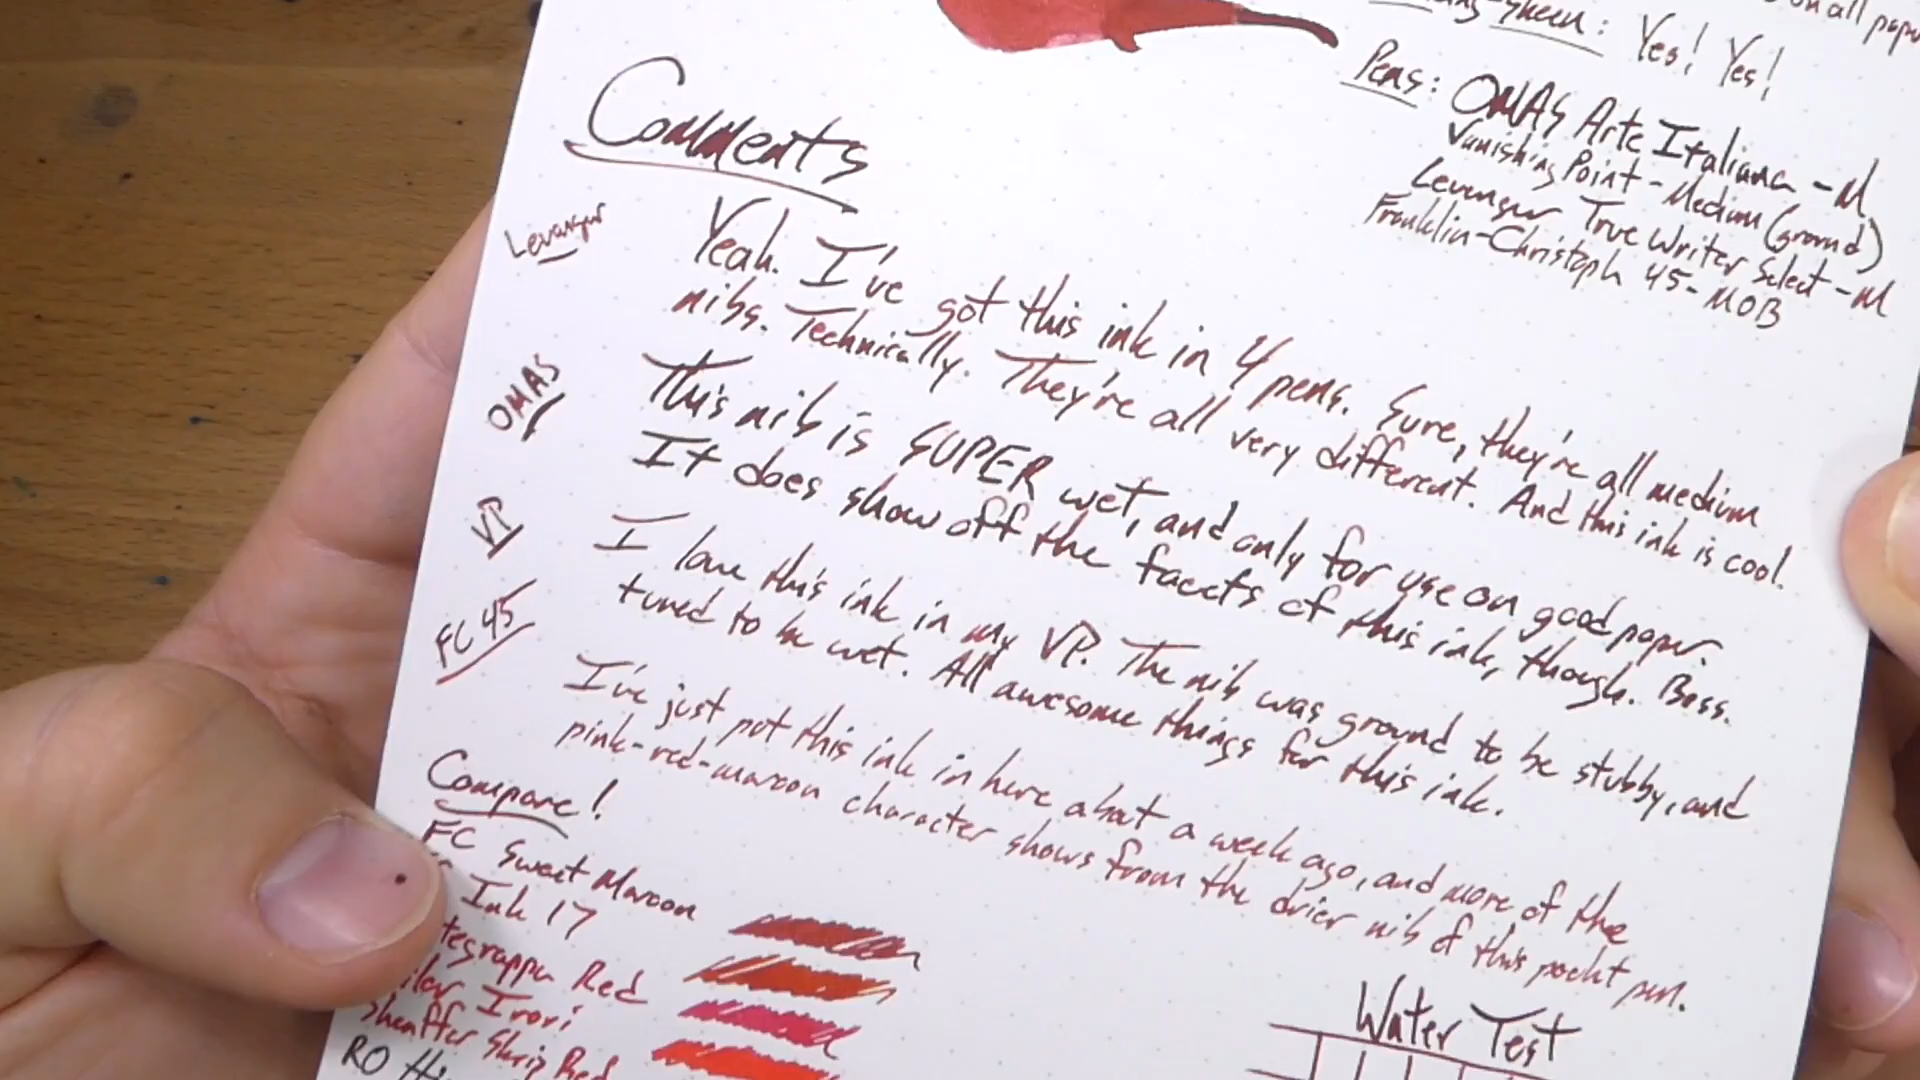 on all paper
Sheen: Yes! Yes!
Pens: OMAS Arte Italiana - M
Vanishing Point - Medium (ground)
Levenger True Writer Select - M
Franklin-Christoph 45 - MOB
Comments
Levenger
Yeah. I've got this ink in 4 pens. Sure, they're all medium
nibs. Technically. They're all very different. And this ink is cool.
OMAS
This nib is SUPER wet, and only for use on good paper.
It does show off the facets of this ink, though. Boss.
VP
I love this ink in my VP. The nib was ground to be stubby, and
tuned to be wet. All awesome things for this ink.
FC 45
I've just put this ink in here about a week ago, and more of the
pink-red-maroon character shows from the drier nib of this pocket pen.
Compare!
FC Sweet Maroon
Ink 17
tegrappa Red
Irori
Sheaffer Skrip Red
RO
Water Test